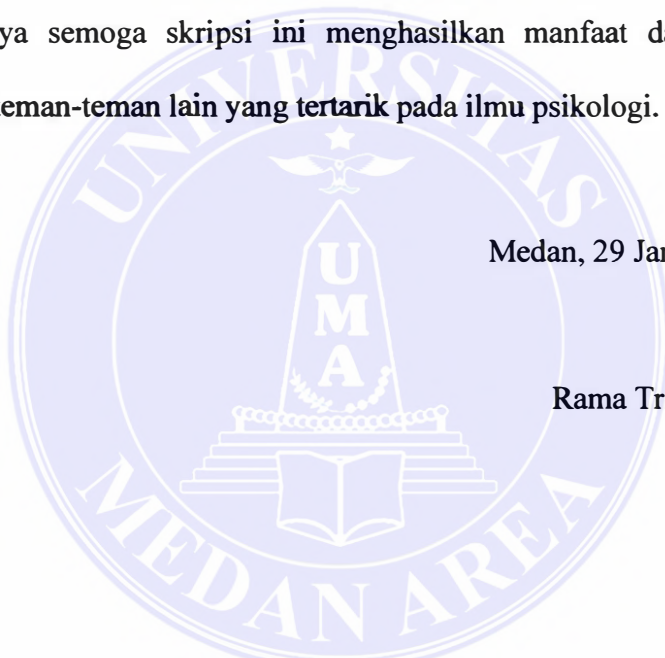 ya semoga skripsi ini menghasilkan manfaat da
eman-teman lain yang tertarik pada ilmu psikologi.
UNIVERSITAS
Medan, 29 Jan
UMA
Rama Tr
MEDAN AREA